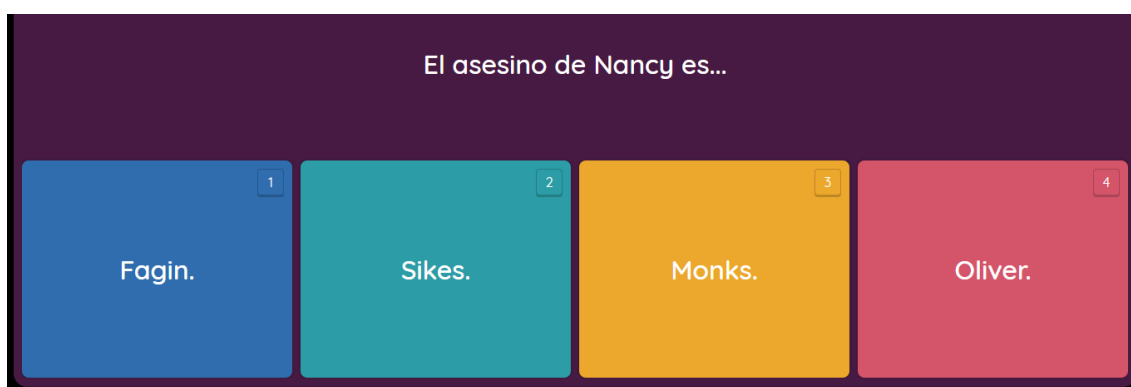 El asesino de Nancy es...
1
Fagin.
2
Sikes.
3
Monks.
4
Oliver.